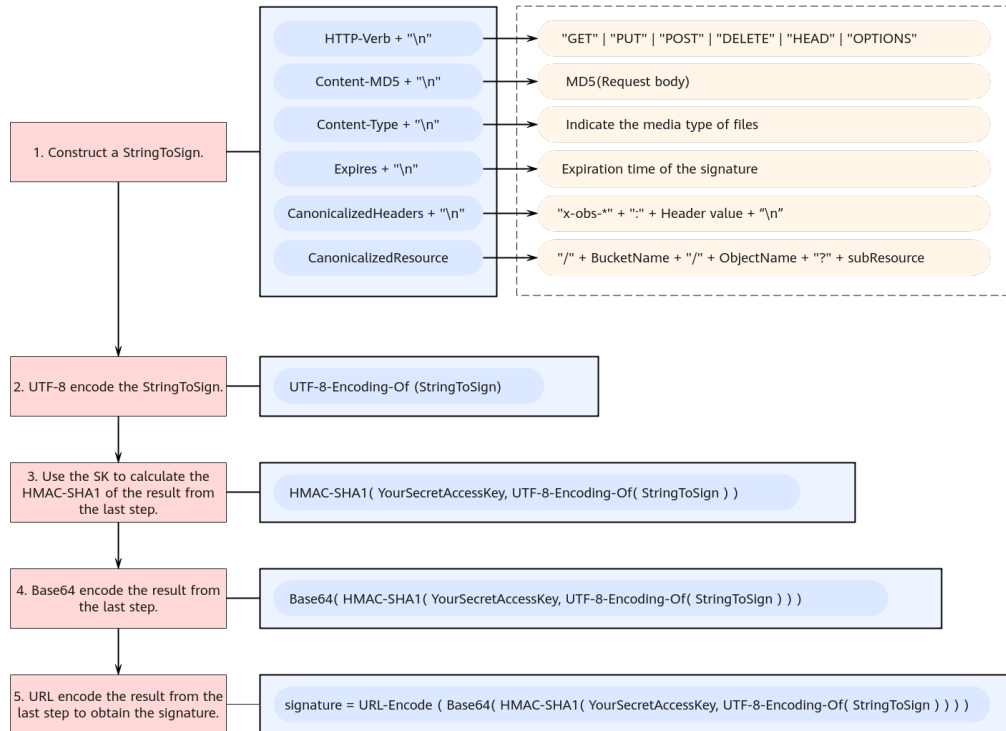 HTTP-Verb + "\n"
"GET" | "PUT" | "POST" | "DELETE" | "HEAD" | "OPTIONS"
Content-MD5 + "\n"
MD5(Request body)
Content-Type + "\n"
Indicate the media type of files
1. Construct a StringToSign.
Expires + "\n"
Expiration time of the signature
CanonicalizedHeaders + "\n"
"x-obs-*" + ":" + Header value + “\n”
CanonicalizedResource
"/" + BucketName + "/" + ObjectName + "?" + subResource
2. UTF-8 encode the StringToSign.
UTF-8-Encoding-Of (StringToSign)
3. Use the SK to calculate the
HMAC-SHA1 of the result from
the last step.
HMAC-SHA1( YourSecretAccessKey, UTF-8-Encoding-Of( StringToSign ) )
4. Base64 encode the result from
the last step.
Base64( HMAC-SHA1( YourSecretAccessKey, UTF-8-Encoding-Of( StringToSign ) ) )
5. URL encode the result from the
last step to obtain the signature.
signature = URL-Encode ( Base64( HMAC-SHA1( YourSecretAccessKey, UTF-8-Encoding-Of( StringToSign ) ) ) )